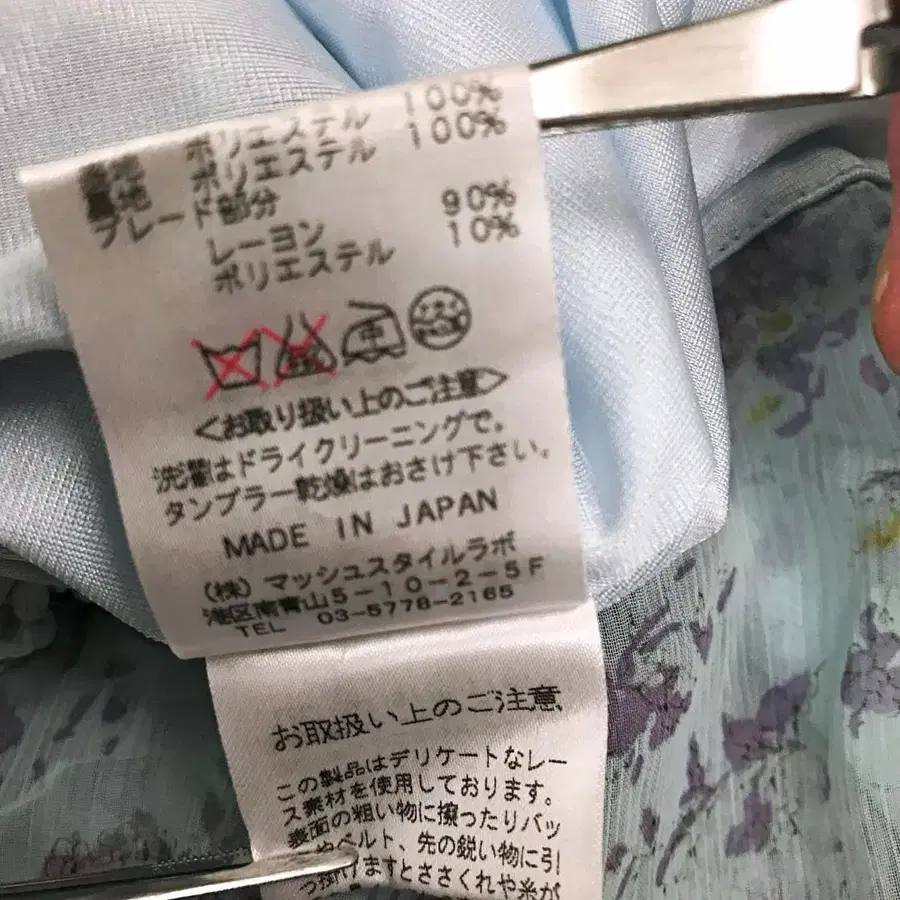 表地 ポリエステル 100%
裏地 ポリエステル 100%
ブレード部分
レーヨン 90%
ポリエステル 10%
<お取り扱い上のご注意>
洗濯はドライクリーニングで。
タンブラー乾燥はおさけ下さい。
MADE IN JAPAN
(株)マッシュスタイルラボ
港区南青山5-10-2-5F
TEL 03-5778-2165
お取扱い上のご注意
この製品はデリケートなレー
ス素材を使用しております。
表面の粗い物に擦ったりバッ
やベルト、先の鋭い物に引
っ掛けますとささくれや糸が